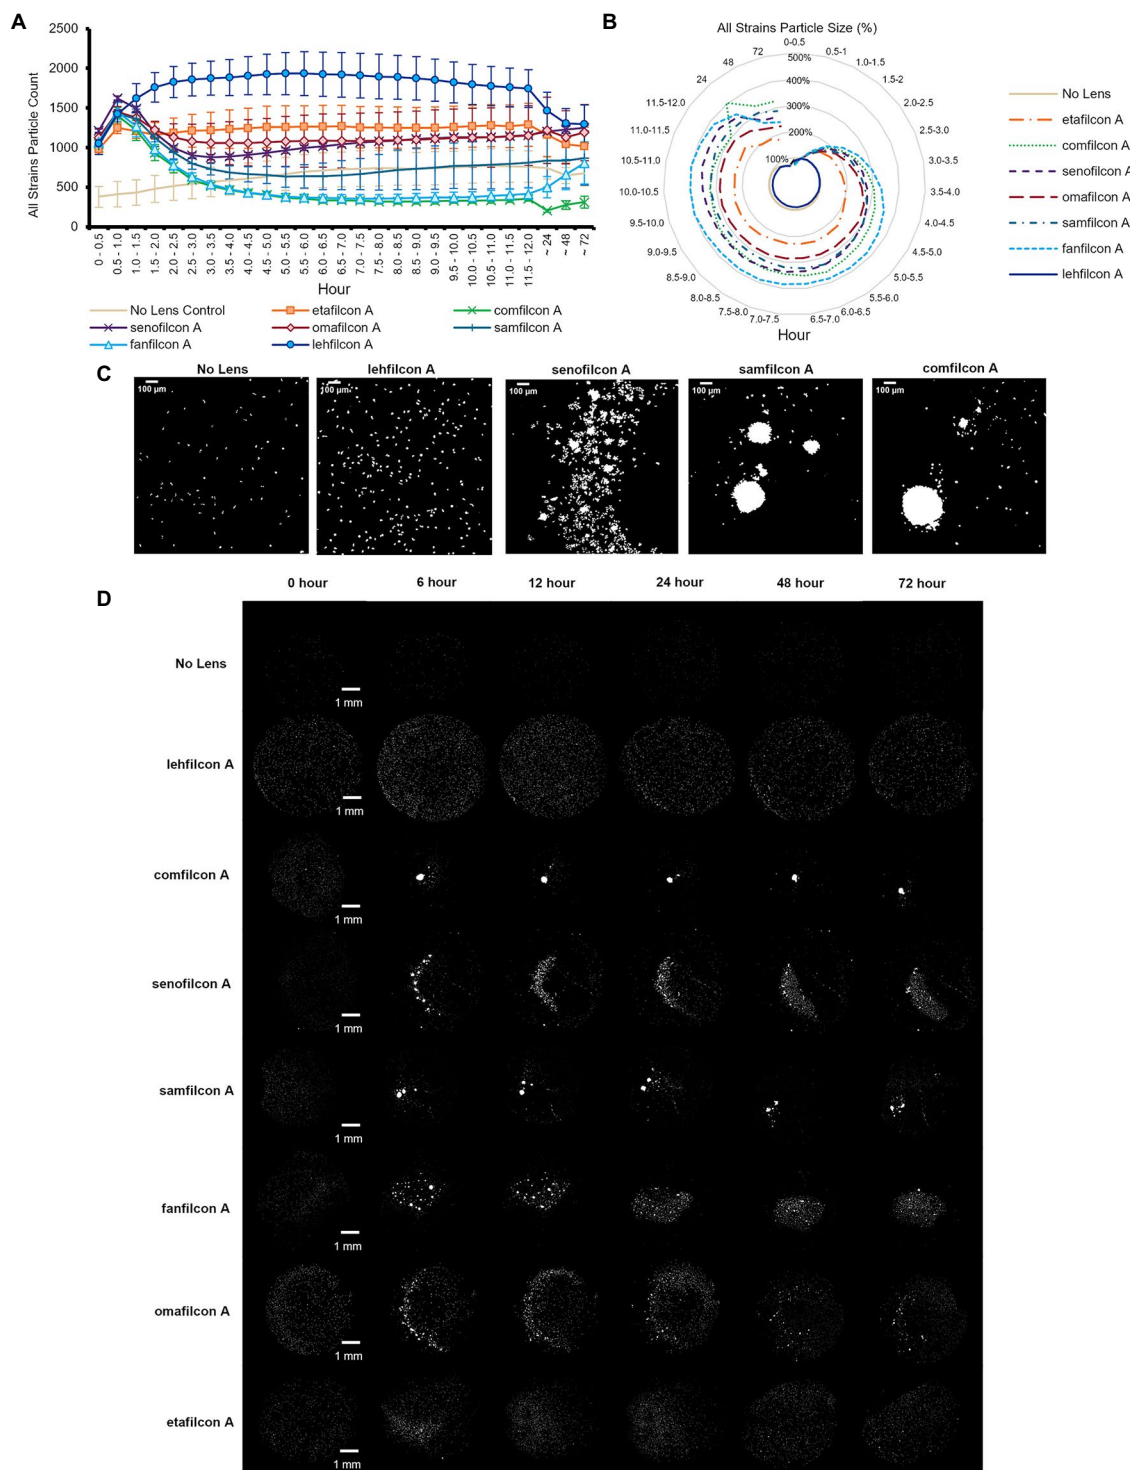 A
All Strains Particle Count
2500
2000
1500
1000
500
0
0 - 0.5
0.5 - 1.0
1.0 - 1.5
1.5 - 2.0
2.0 - 2.5
2.5 - 3.0
3.0 - 3.5
3.5 - 4.0
4.0 - 4.5
4.5 - 5.0
5.0 - 5.5
5.5 - 6.0
6.0 - 6.5
6.5 - 7.0
7.0 - 7.5
7.5 - 8.0
8.0 - 8.5
8.5 - 9.0
9.0 - 9.5
9.5 - 10.0
10.0 - 10.5
10.5 - 11.0
11.0 - 11.5
11.5 - 12.0
~ 24
~ 48
~ 72
Hour
No Lens Control
etafilcon A
comfilcon A
senofilcon A
omafilcon A
samfilcon A
fanfilcon A
lehfilcon A
B
All Strains Particle Size (%)
0-0.5
0.5-1
1.0-1.5
1.5-2
2.0-2.5
2.5-3.0
3.0-3.5
3.5-4.0
4.0-4.5
4.5-5.0
5.0-5.5
5.5-6.0
6.0-6.5
6.5-7.0
7.0-7.5
7.5-8.0
8.0-8.5
8.5-9.0
9.0-9.5
9.5-10.0
10.0-10.5
10.5-11.0
11.0-11.5
11.5-12.0
24
48
72
500%
400%
300%
200%
100%
Hour
No Lens
etafilcon A
comfilcon A
senofilcon A
omafilcon A
samfilcon A
fanfilcon A
lehfilcon A
C
No Lens
lehfilcon A
senofilcon A
samfilcon A
comfilcon A
100 µm
100 µm
100 µm
100 µm
100 µm
D
0 hour
6 hour
12 hour
24 hour
48 hour
72 hour
No Lens
1 mm
lehfilcon A
1 mm
comfilcon A
1 mm
senofilcon A
1 mm
samfilcon A
1 mm
fanfilcon A
1 mm
omafilcon A
1 mm
etafilcon A
1 mm